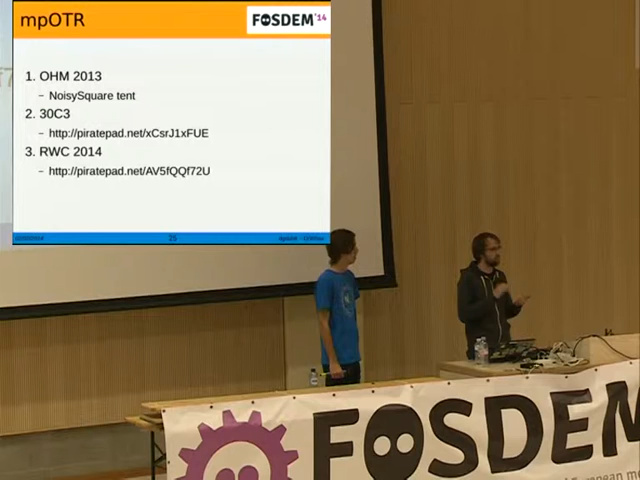 mpOTR
FOSDEM'14
1. OHM 2013
– NoisySquare tent
2. 30C3
– http://piratepad.net/xCsrJ1xFUE
3. RWC 2014
– http://piratepad.net/AV5fQQf72U
25
FOSDEM